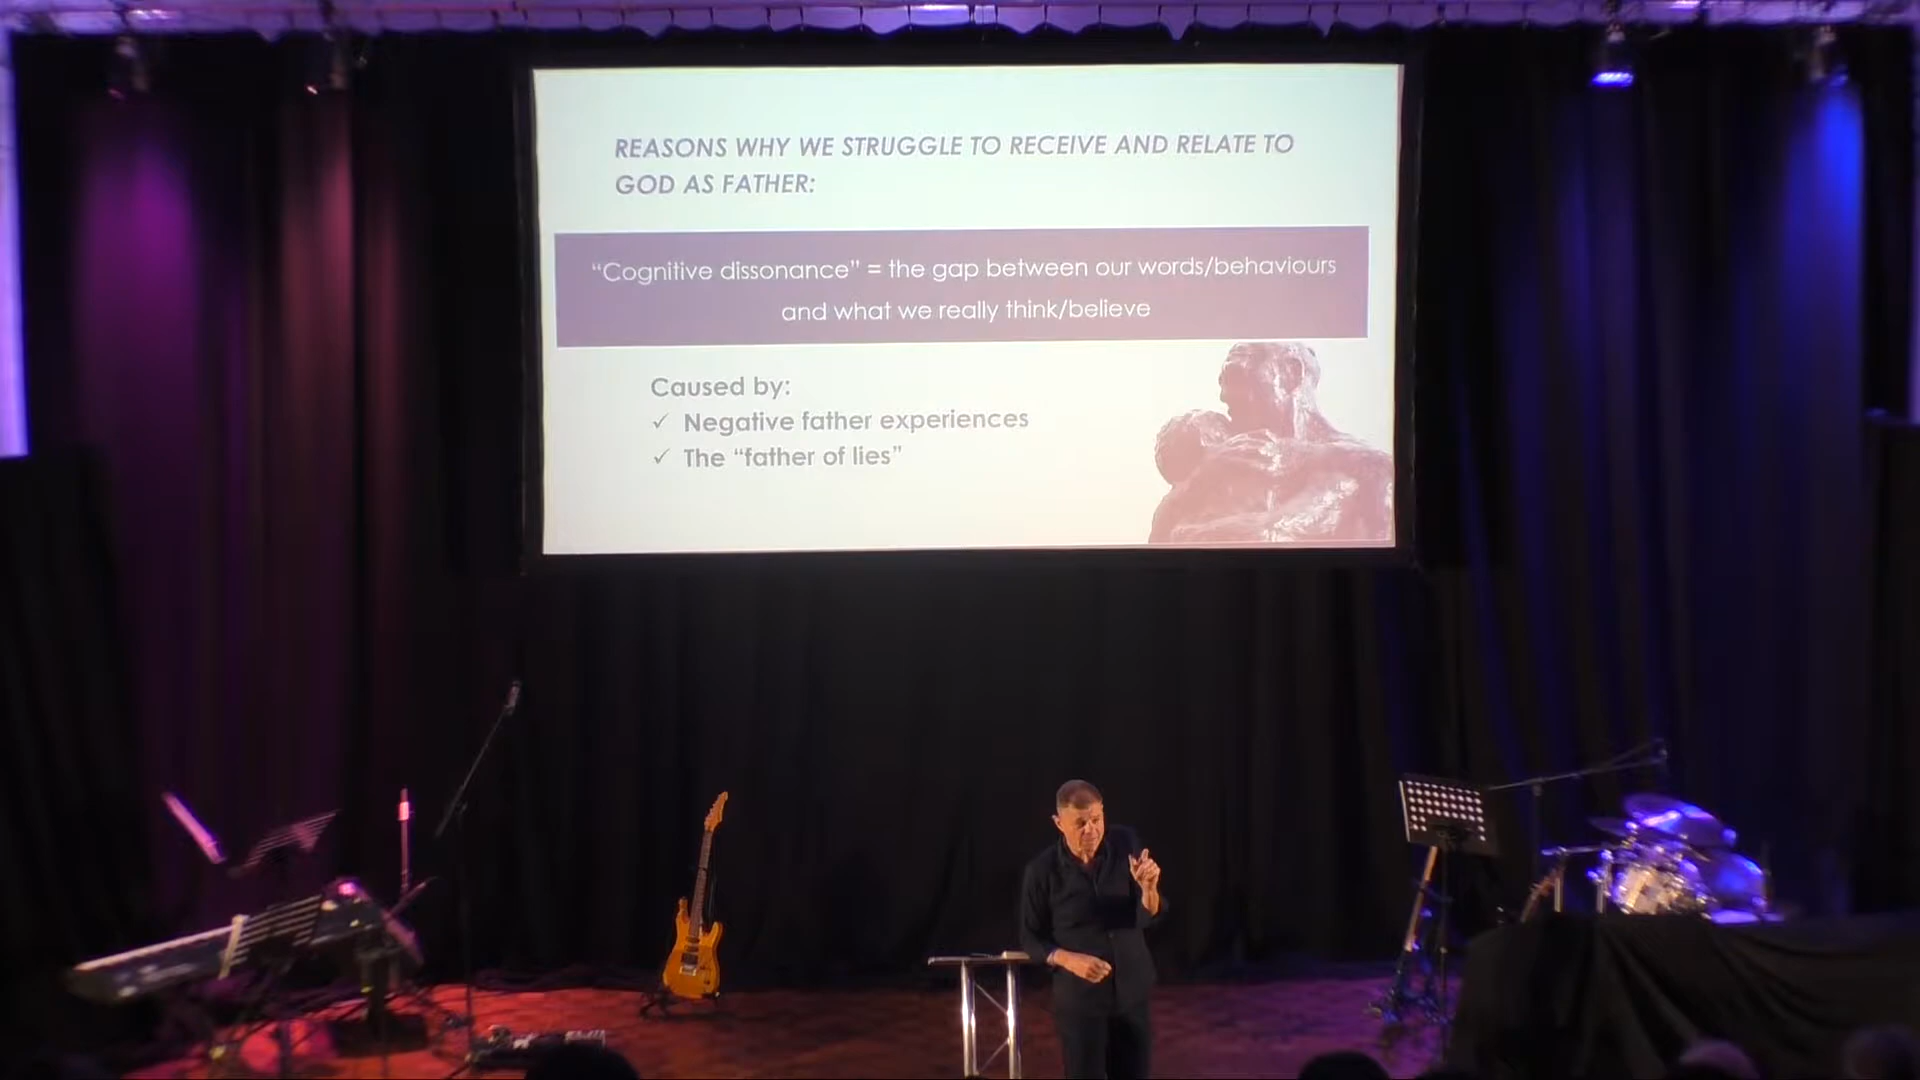 REASONS WHY WE STRUGGLE TO RECEIVE AND RELATE TO
GOD AS FATHER:
“Cognitive dissonance” = the gap between our words/behaviours
and what we really think/believe
Caused by:
✓ Negative father experiences
✓ The “father of lies”